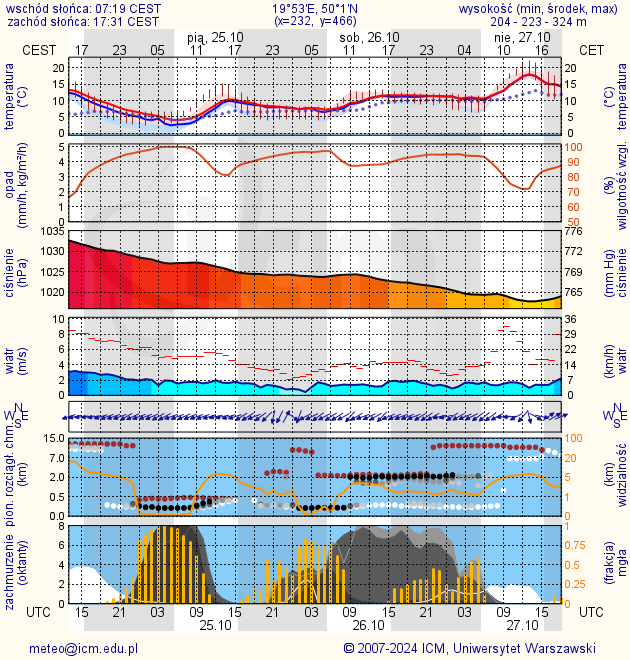 wschód słońca: 07:19 CEST 19°53'E, 50°1'N wysokość (min, środek, max)
zachód słońca: 17:31 CEST (x=232, y=466) 204 - 223 - 324 m
pią, 25.10 sob, 26.10 nie, 27.10
CEST 17 23 05 11 17 23 05 11 17 23 04 10 16 CET
temperatura (°C)
20 15 10 5 0
20 15 10 5 0
temperatura (°C)
opad (mm/h, kg/m²/h)
5 4 3 2 1 0
100 90 80 70 60 50
(%) wilgotność wzgl.
ciśnienie (hPa)
1035 1030 1025 1020
776 772 769 765
(mm Hg) ciśnienie
wiatr (m/s)
10 8 6 4 2 0
36 29 22 14 7 0
(km/h) wiatr
N W E S
N W E S
pion. rozciągł. chm. (km)
15.0 2.0 0.5 0.0
100 20 5 1 0
(km) widzialność
zachmurzenie (oktanty)
8 6 4 2 0
1 0.75 0.5 0.25 0
(frakcja) mgła
UTC 15 21 03 09 15 21 03 09 15 21 03 09 15 UTC
25.10 26.10 27.10
meteo@icm.edu.pl © 2007-2024 ICM, Uniwersytet Warszawski